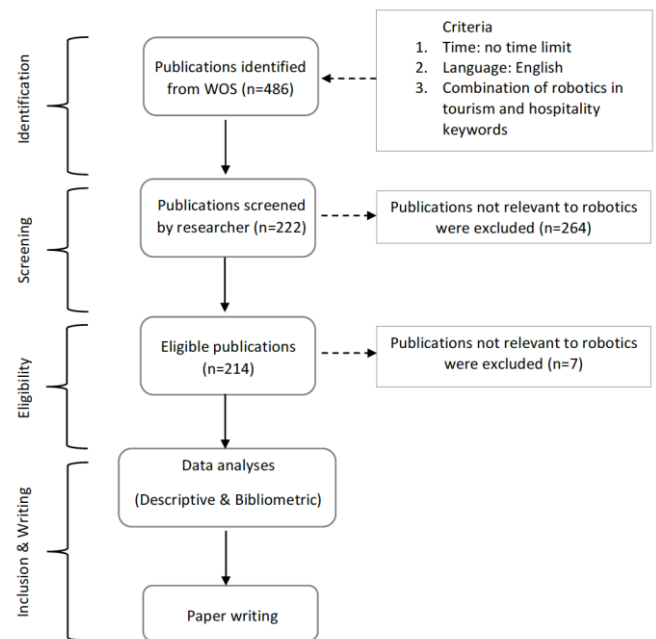 Identification
Publications identified
from WOS (n=486)
Criteria
1. Time: no time limit
2. Language: English
3. Combination of robotics in
tourism and hospitality
keywords
Screening
Publications screened
by researcher (n=222)
Publications not relevant to robotics
were excluded (n=264)
Eligibility
Eligible publications
(n=214)
Publications not relevant to robotics
were excluded (n=7)
Inclusion & Writing
Data analyses
(Descriptive & Bibliometric)
Paper writing